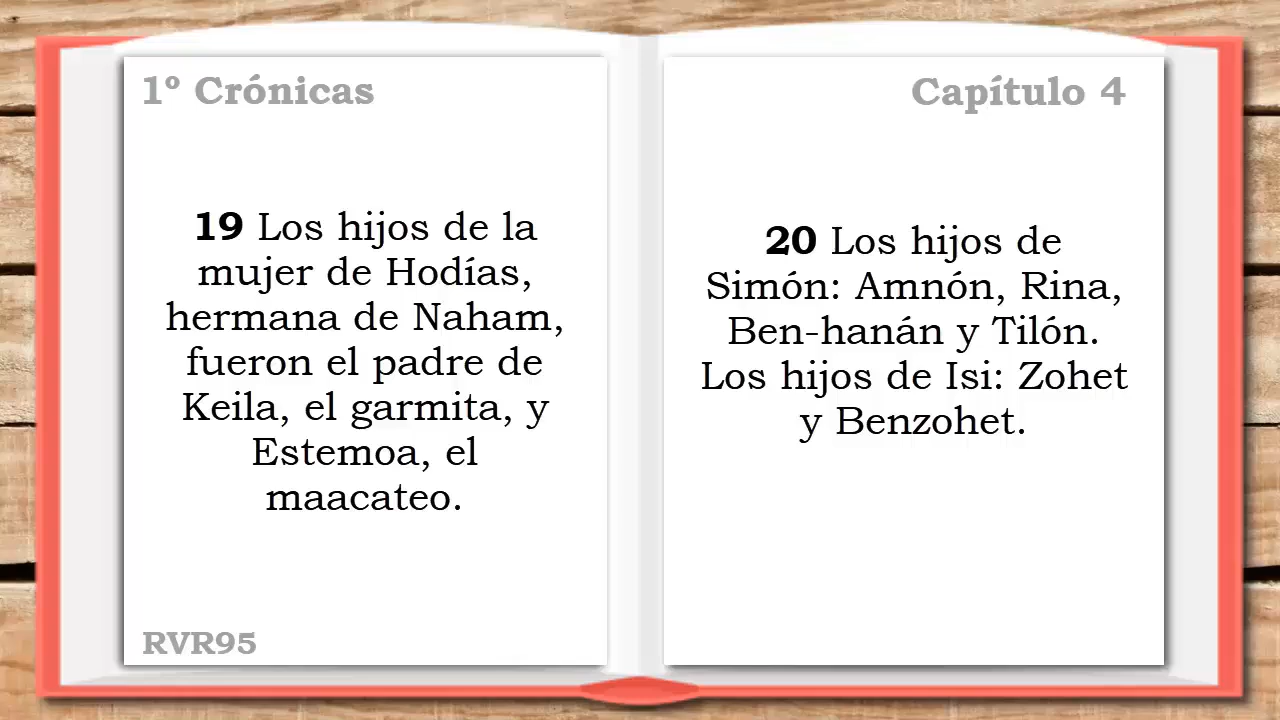 1º Crónicas
19 Los hijos de la
mujer de Hodías,
hermana de Naham,
fueron el padre de
Keila, el garmita, y
Estemoa, el
maacateo.
RVR95
Capítulo 4
20 Los hijos de
Simón: Amnón, Rina,
Ben-hanán y Tilón.
Los hijos de Isi: Zohet
y Benzohet.